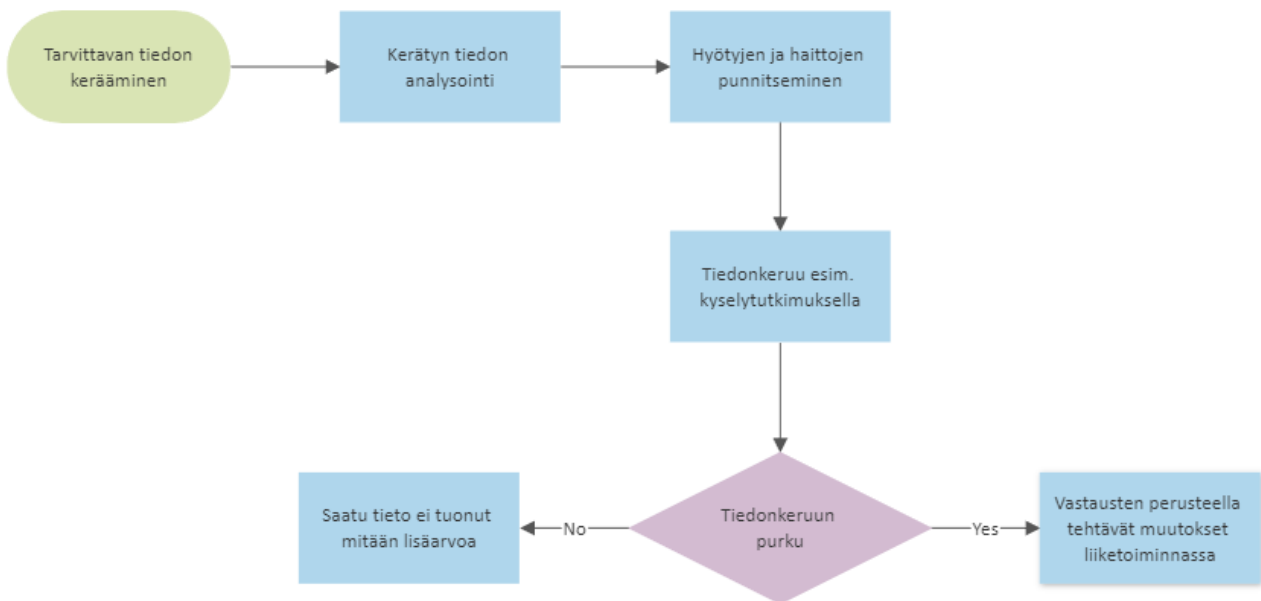 Tarvittavan tiedon
kerääminen
Kerätyn tiedon
analysointi
Hyötyjen ja haittojen
punnitseminen
Tiedonkeruu esim.
kyselytutkimuksella
Saatu tieto ei tuonut
mitään lisäarvoa
No
Tiedonkeruun
purku
Yes
Vastausten perusteella
tehtävät muutokset
liiketoiminnassa